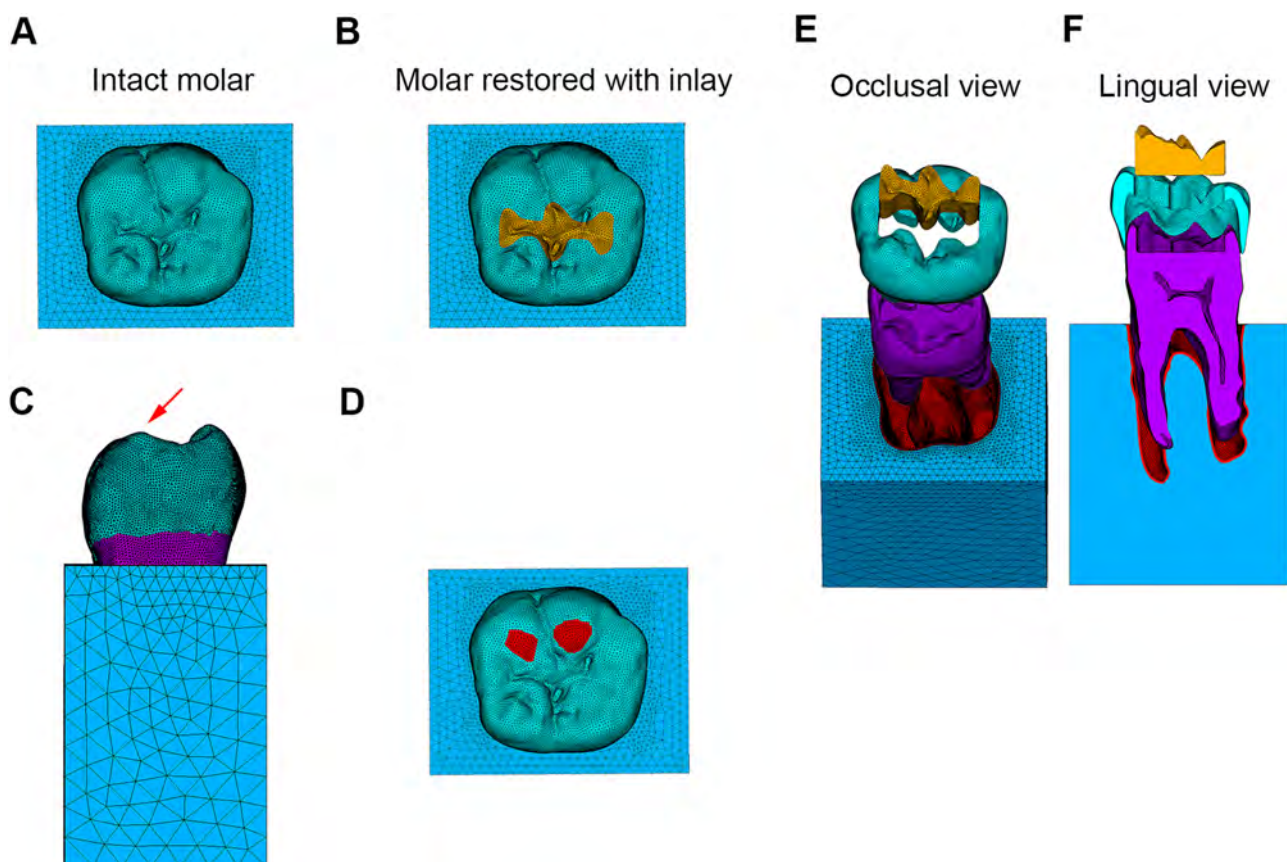 A
Intact molar
B
Molar restored with inlay
C
D
E
Occlusal view
F
Lingual view